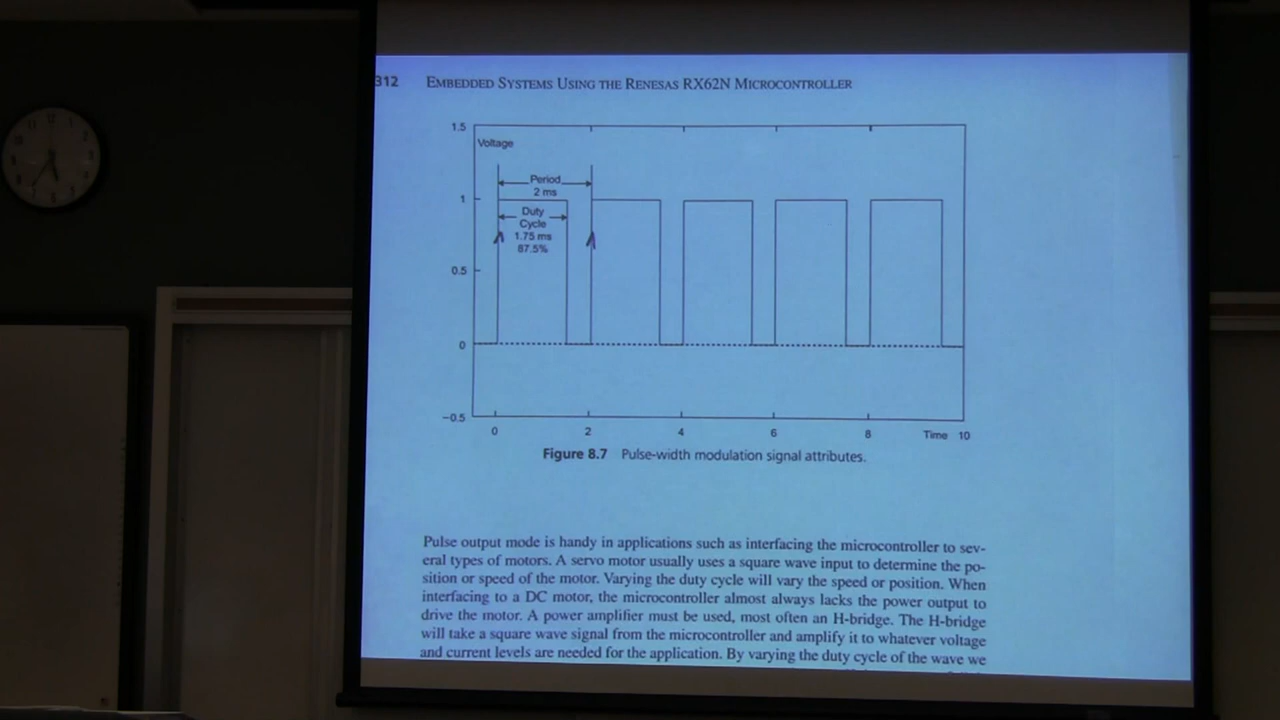 312 EMBEDDED SYSTEMS USING THE RENESAS RX62N MICROCONTROLLER
1.5
Voltage
Period
2 ms
1
Duty
Cycle
1.75 ms
87.5%
0.5
0
−0.5
0 2 4 6 8 Time 10
Figure 8.7 Pulse-width modulation signal attributes.
Pulse output mode is handy in applications such as interfacing the microcontroller to sev-
eral types of motors. A servo motor usually uses a square wave input to determine the po-
sition or speed of the motor. Varying the duty cycle will vary the speed or position. When
interfacing to a DC motor, the microcontroller almost always lacks the power output to
drive the motor. A power amplifier must be used, most often an H-bridge. The H-bridge
will take a square wave signal from the microcontroller and amplify it to whatever voltage
and current levels are needed for the application. By varying the duty cycle of the wave we